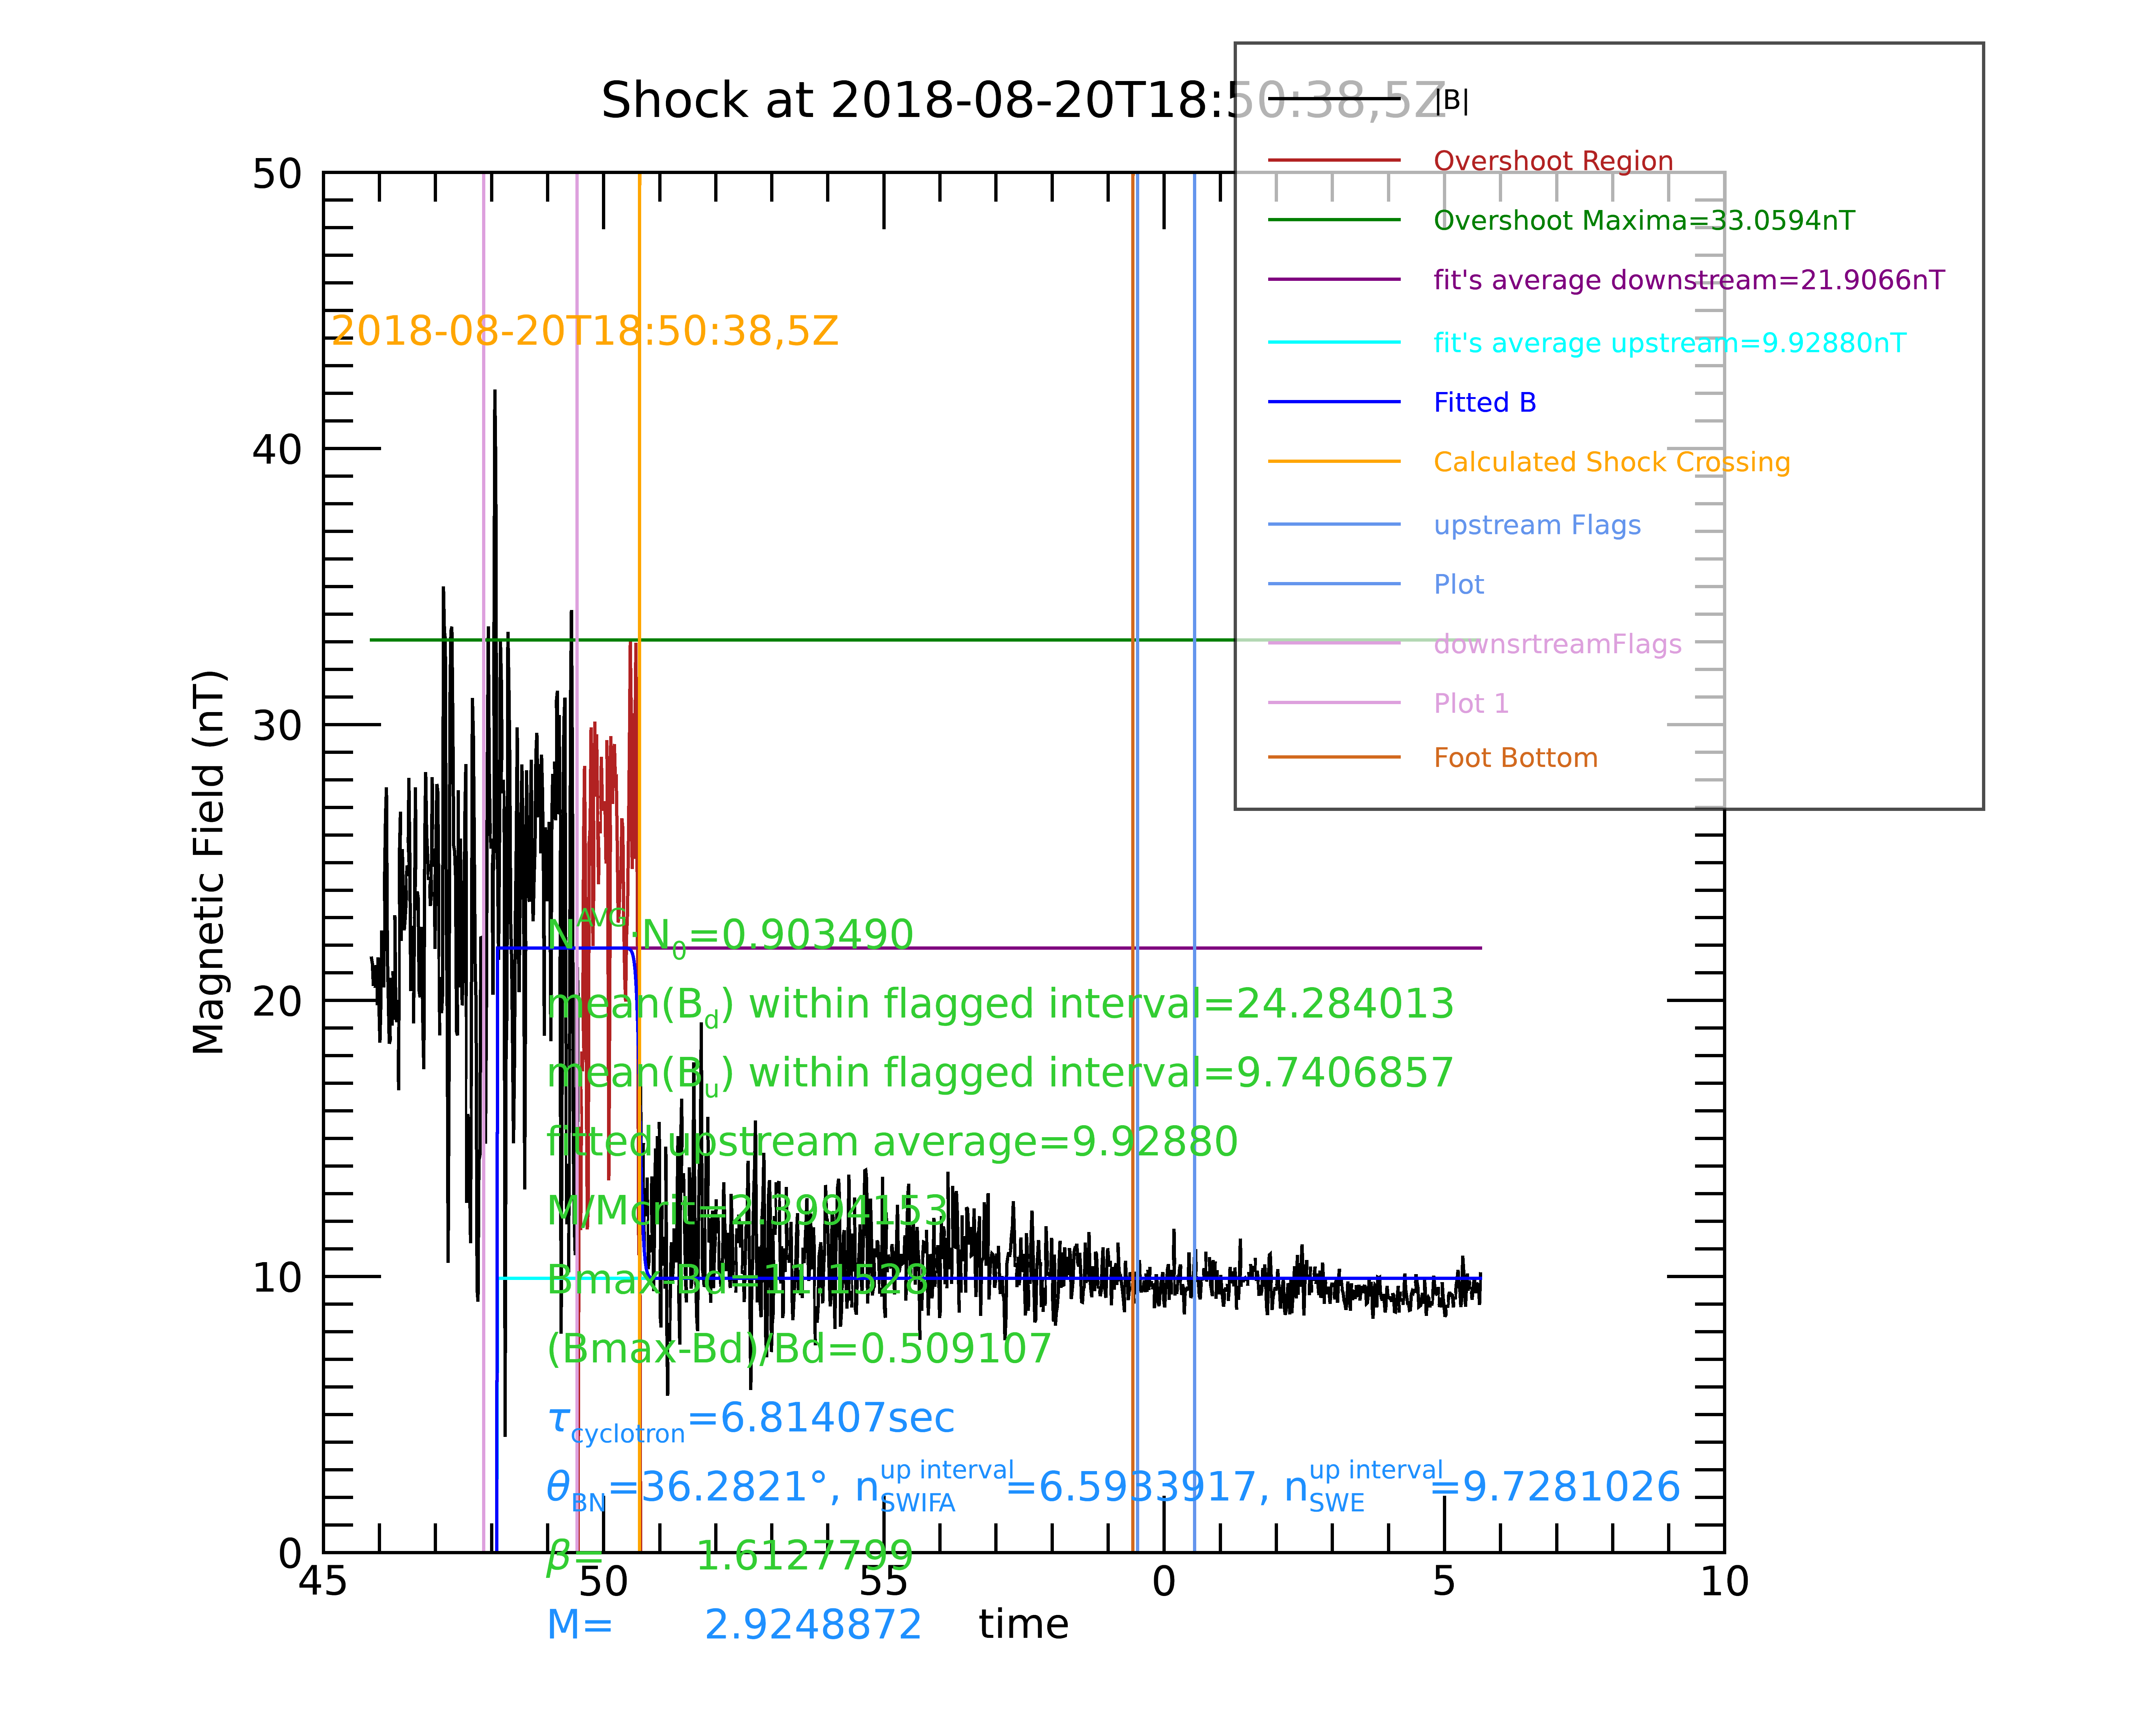 Shock at 2018-08-20T18:50:38,5Z
|B|
Overshoot Region
Overshoot Maxima=33.0594nT
fit's average downstream=21.9066nT
fit's average upstream=9.92880nT
Fitted B
Calculated Shock Crossing
upstream Flags
Plot
downsrtreamFlags
Plot 1
Foot Bottom
2018-08-20T18:50:38,5Z
Magnetic Field (nT)
50
40
30
20
10
0
N^AVG·N_0=0.903490
mean(B_d) within flagged interval=24.284013
mean(B_u) within flagged interval=9.7406857
fitted upstream average=9.92880
M/Mcrit=2.3994153
Bmax-Bd=11.1528
(Bmax-Bd)/Bd=0.509107
τ_cyclotron=6.81407sec
θ_BN=36.2821°, n_SWIFA^up interval=6.5933917, n_SWE^up interval=9.7281026
β= 1.6127799
M= 2.9248872
45 50 55 0 5 10
time